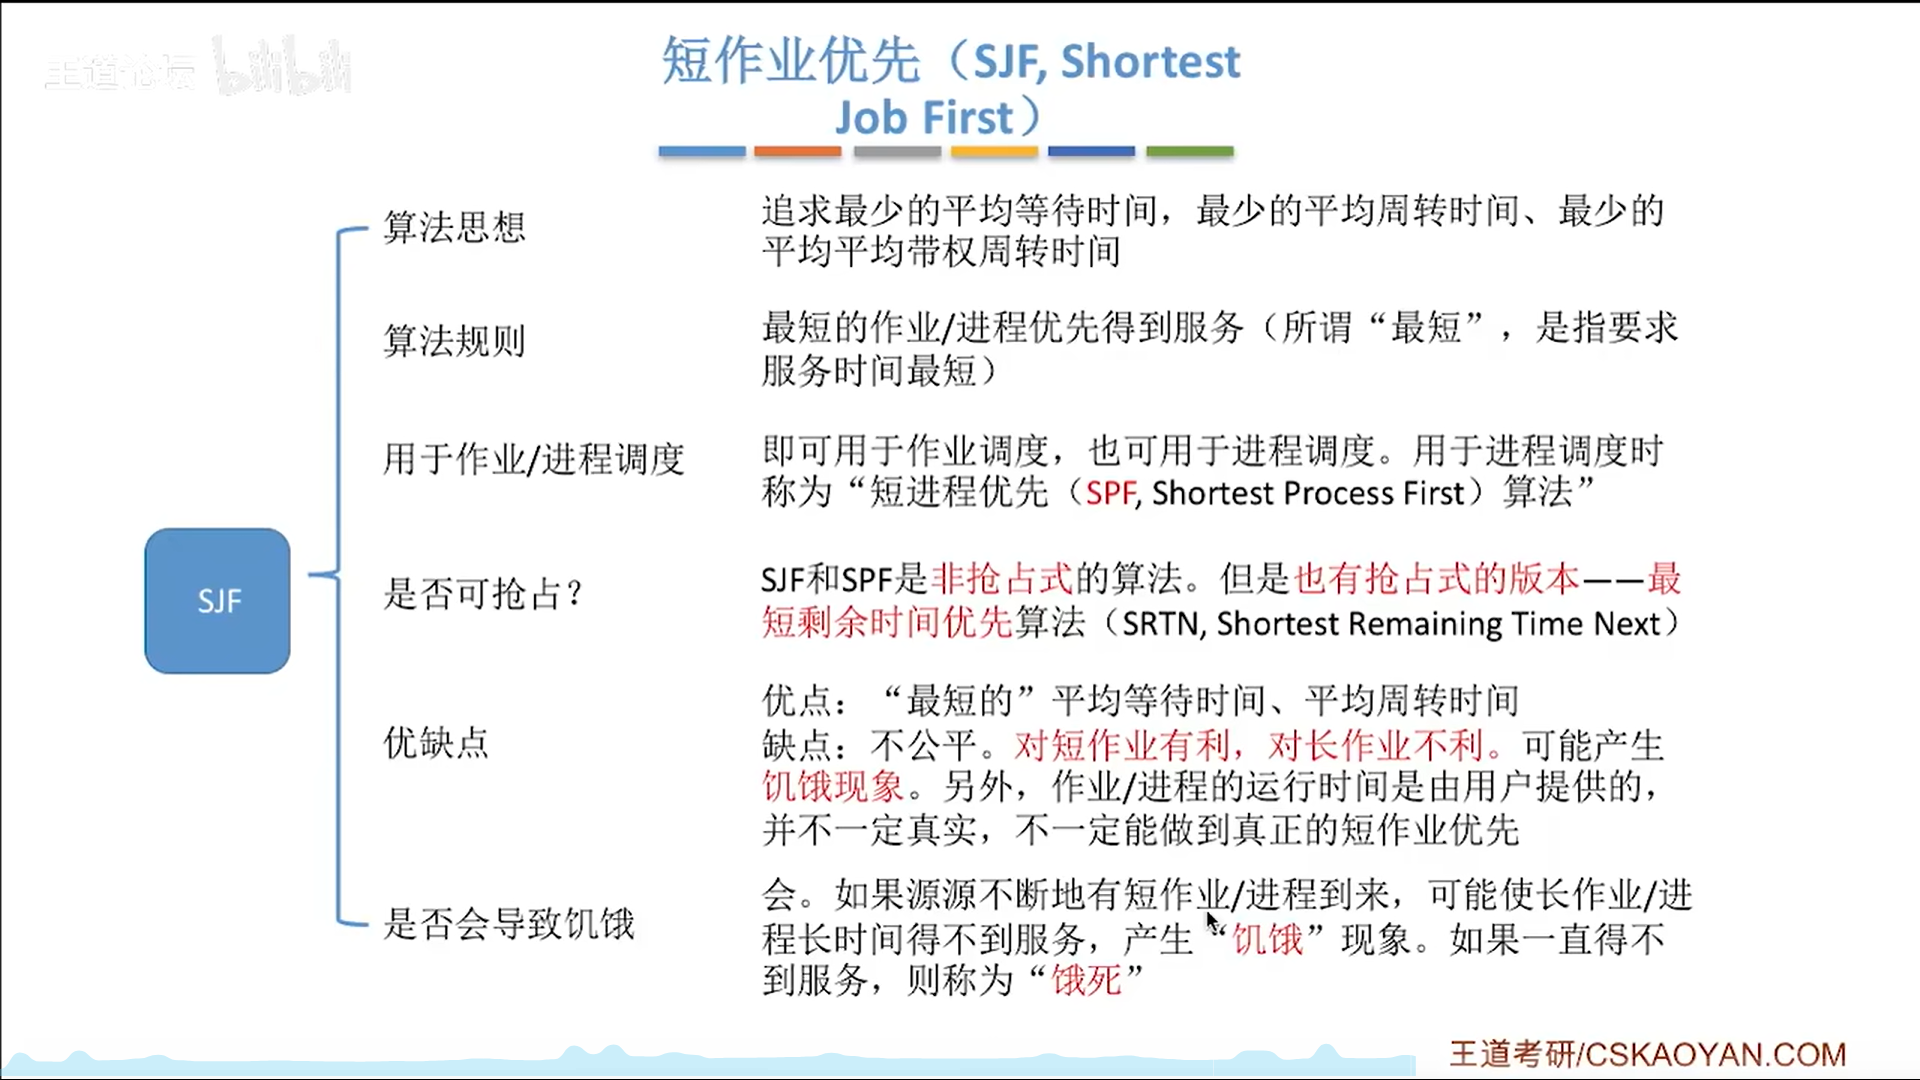 王道论坛 bilibili
短作业优先（SJF, Shortest
Job First）
算法思想
追求最少的平均等待时间，最少的平均周转时间、最少的
平均平均带权周转时间
算法规则
最短的作业/进程优先得到服务（所谓“最短”，是指要求
服务时间最短）
用于作业/进程调度
即可用于作业调度，也可用于进程调度。用于进程调度时
称为“短进程优先（SPF, Shortest Process First）算法”
SJF
是否可抢占？
SJF和SPF是非抢占式的算法。但是也有抢占式的版本——最
短剩余时间优先算法（SRTN, Shortest Remaining Time Next）
优缺点
优点：“最短的”平均等待时间、平均周转时间
缺点：不公平。对短作业有利，对长作业不利。可能产生
饥饿现象。另外，作业/进程的运行时间是由用户提供的，
并不一定真实，不一定能做到真正的短作业优先
是否会导致饥饿
会。如果源源不断地有短作业/进程到来，可能使长作业/进
程长时间得不到服务，产生“饥饿”现象。如果一直得不
到服务，则称为“饿死”
王道考研/CSKAOYAN.COM